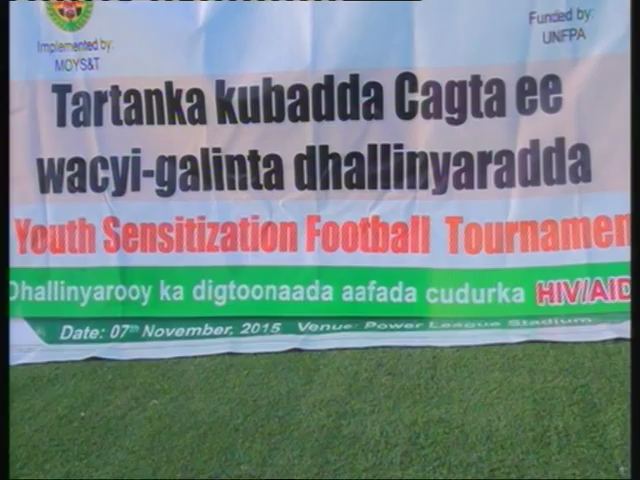 Implemented by:
MOYS&T
Funded by:
UNFPA
Tartanka kubadda Cagta ee
wacyi-galinta dhallinyaradda
Youth Sensitization Football Tournamen
Dhallinyarooy ka digtoonaada aafada cudurka HIV/AID
Date: 07th November, 2015 Venue: Power League Stadium